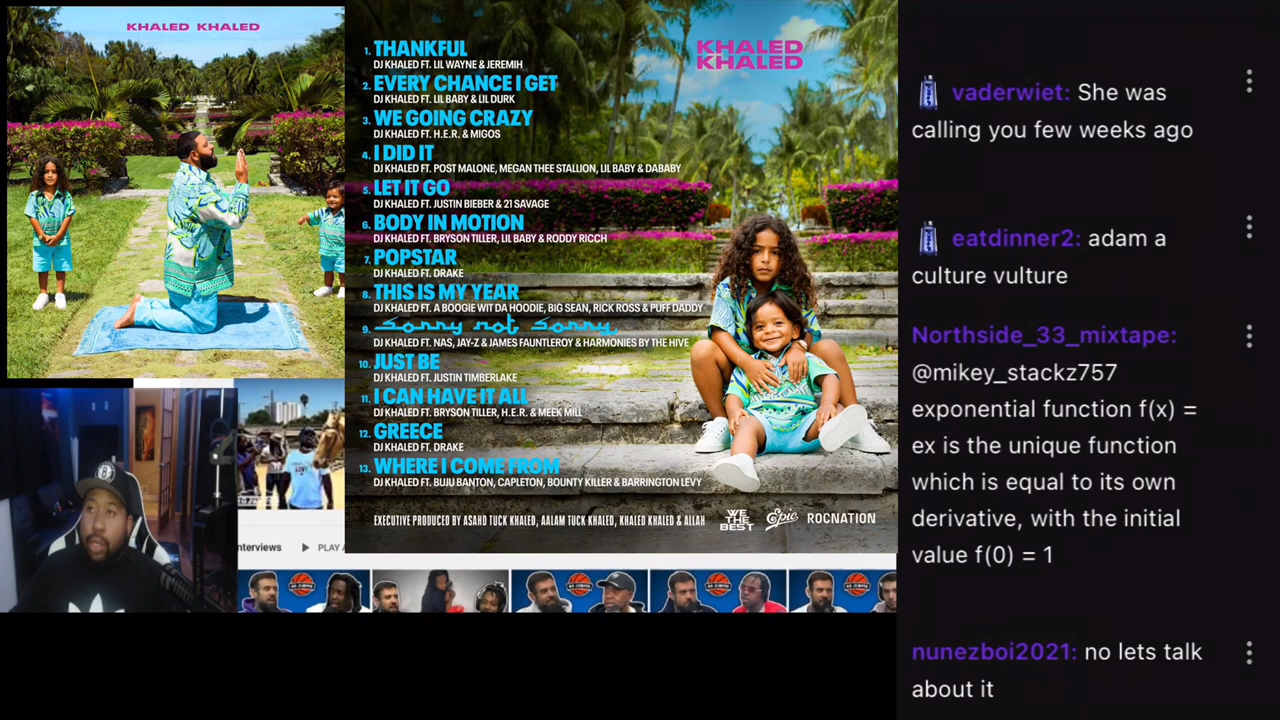 KHALED KHALED
KHALED
KHALED
1. THANKFUL
DJ KHALED FT. LIL WAYNE & JEREMIH
2. EVERY CHANCE I GET
DJ KHALED FT. LIL BABY & LIL DURK
3. WE GOING CRAZY
DJ KHALED FT. H.E.R. & MIGOS
4. I DID IT
DJ KHALED FT. POST MALONE, MEGAN THEE STALLION, LIL BABY & DABABY
5. LET IT GO
DJ KHALED FT. JUSTIN BIEBER & 21 SAVAGE
6. BODY IN MOTION
DJ KHALED FT. BRYSON TILLER, LIL BABY & RODDY RICCH
7. POPSTAR
DJ KHALED FT. DRAKE
8. THIS IS MY YEAR
DJ KHALED FT. A BOOGIE WIT DA HOODIE, BIG SEAN, RICK ROSS & PUFF DADDY
9. Sorry not Sorry
DJ KHALED FT. NAS, JAY-Z & JAMES FAUNTLEROY & HARMONIES BY THE HIVE
10. JUST BE
DJ KHALED FT. JUSTIN TIMBERLAKE
11. I CAN HAVE IT ALL
DJ KHALED FT. BRYSON TILLER, H.E.R. & MEEK MILL
12. GREECE
DJ KHALED FT. DRAKE
13. WHERE I COME FROM
DJ KHALED FT. BUJU BANTON, CAPLETON, BOUNTY KILLER & BARRINGTON LEVY
EXECUTIVE PRODUCED BY ASAHD TUCK KHALED, AALAM TUCK KHALED, KHALED KHALED & ALLAH
WE THE BEST
Epic
ROCNATION
nterviews PLAY A
vaderwiet: She was
calling you few weeks ago
eatdinner2: adam a
culture vulture
Northside_33_mixtape:
@mikey_stackz757
exponential function f(x) =
ex is the unique function
which is equal to its own
derivative, with the initial
value f(0) = 1
nunezboi2021: no lets talk
about it